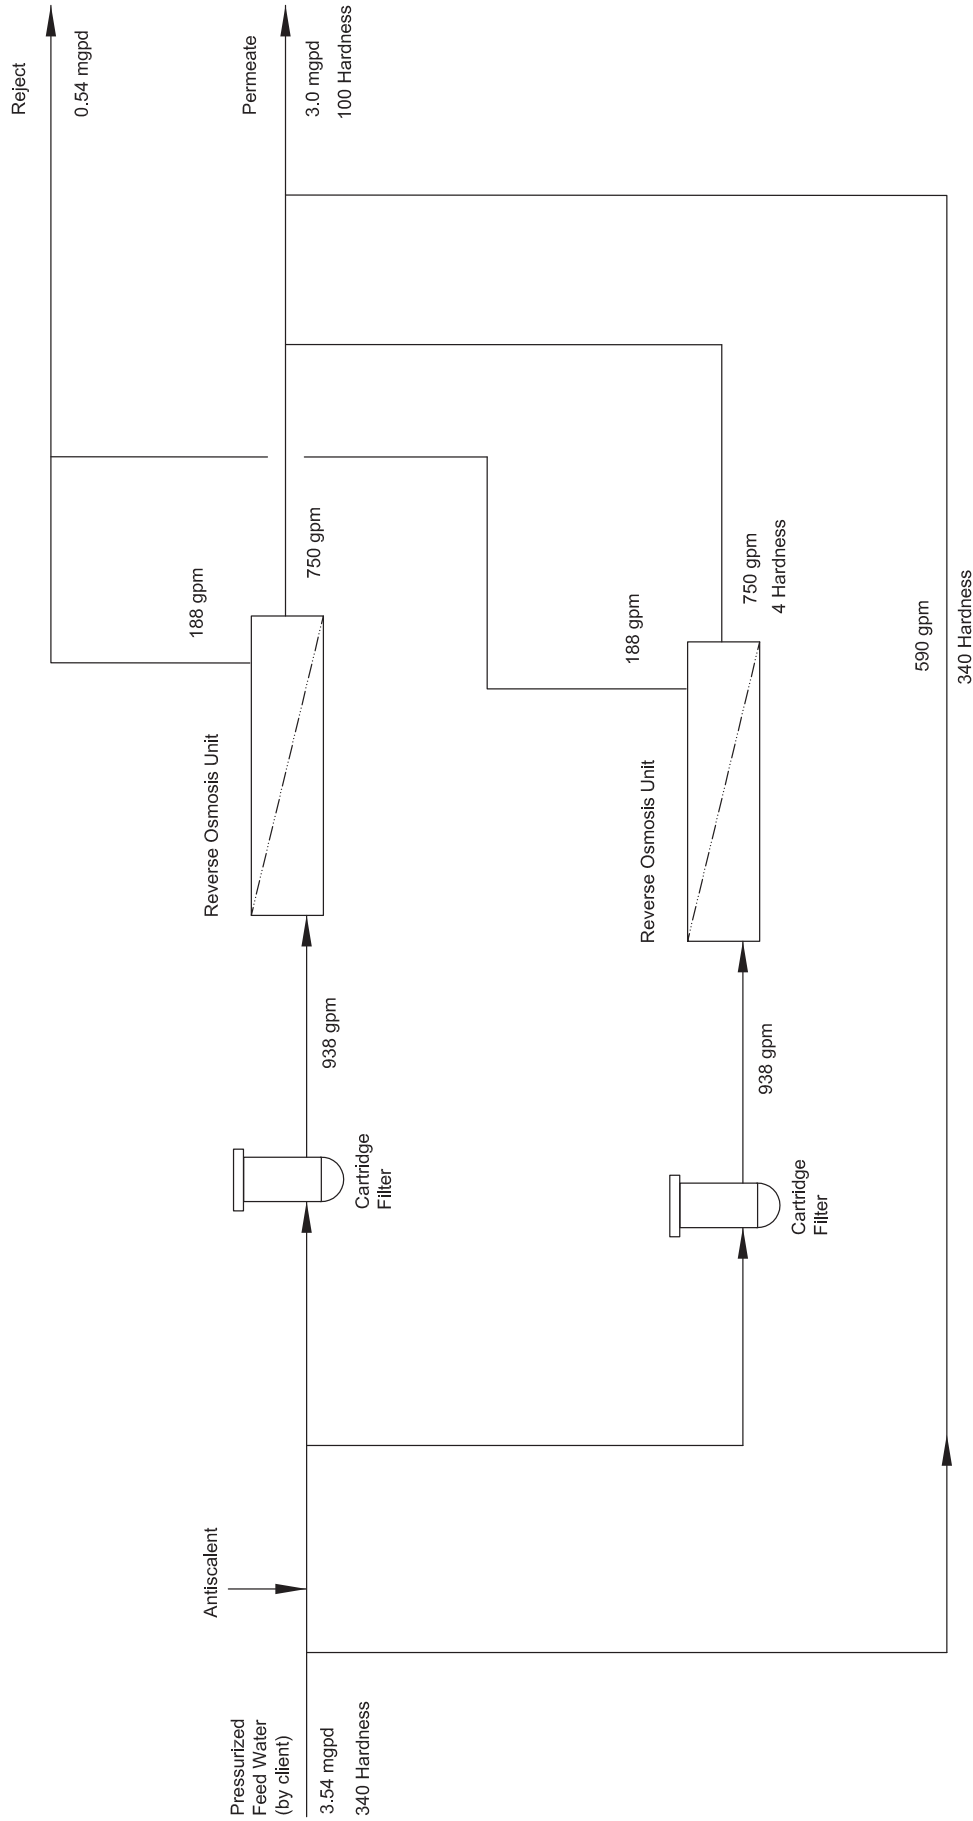 Reject
0.54 mgpd
Permeate
3.0 mgpd
100 Hardness
188 gpm
750 gpm
Reverse Osmosis Unit
188 gpm
750 gpm
4 Hardness
Reverse Osmosis Unit
590 gpm
340 Hardness
938 gpm
938 gpm
Cartridge
Filter
Cartridge
Filter
Antiscalent
Pressurized
Feed Water
(by client)
3.54 mgpd
340 Hardness